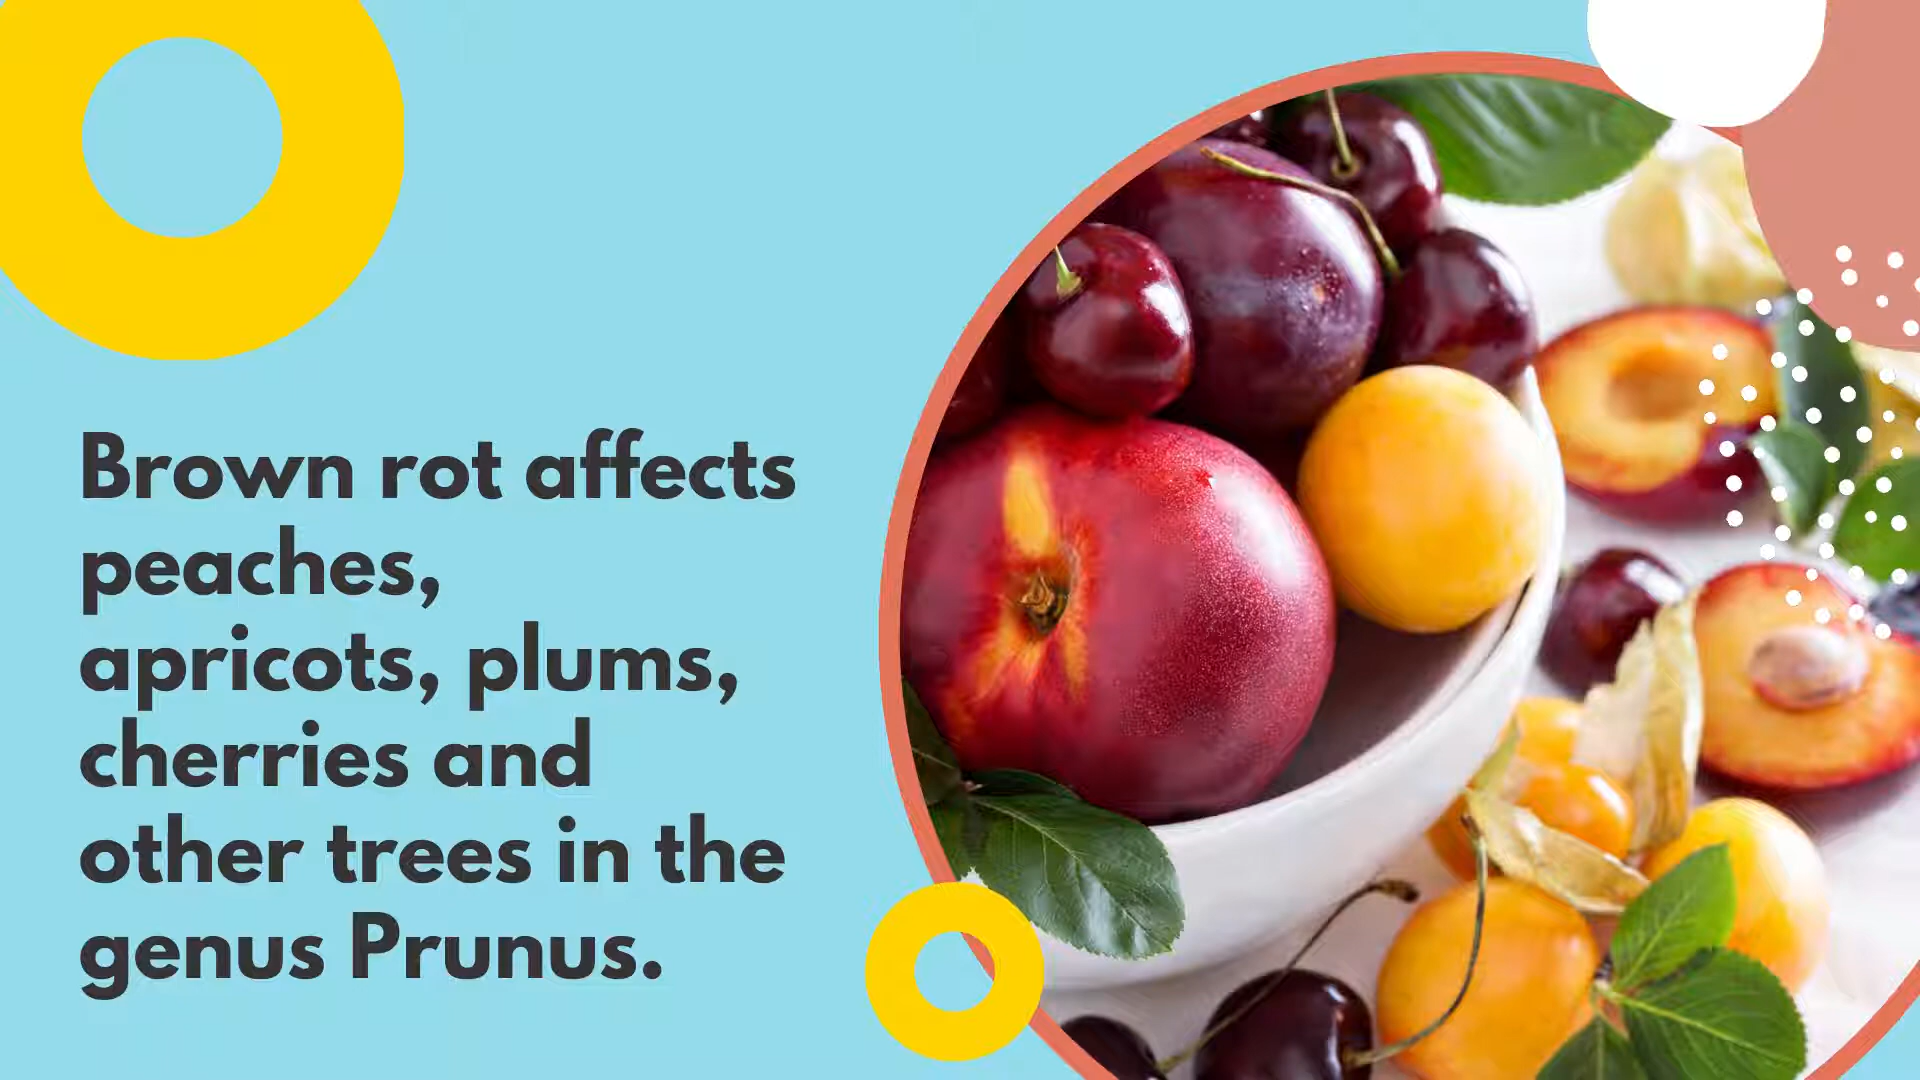 Brown rot affects
peaches,
apricots, plums,
cherries and
other trees in the
genus Prunus.